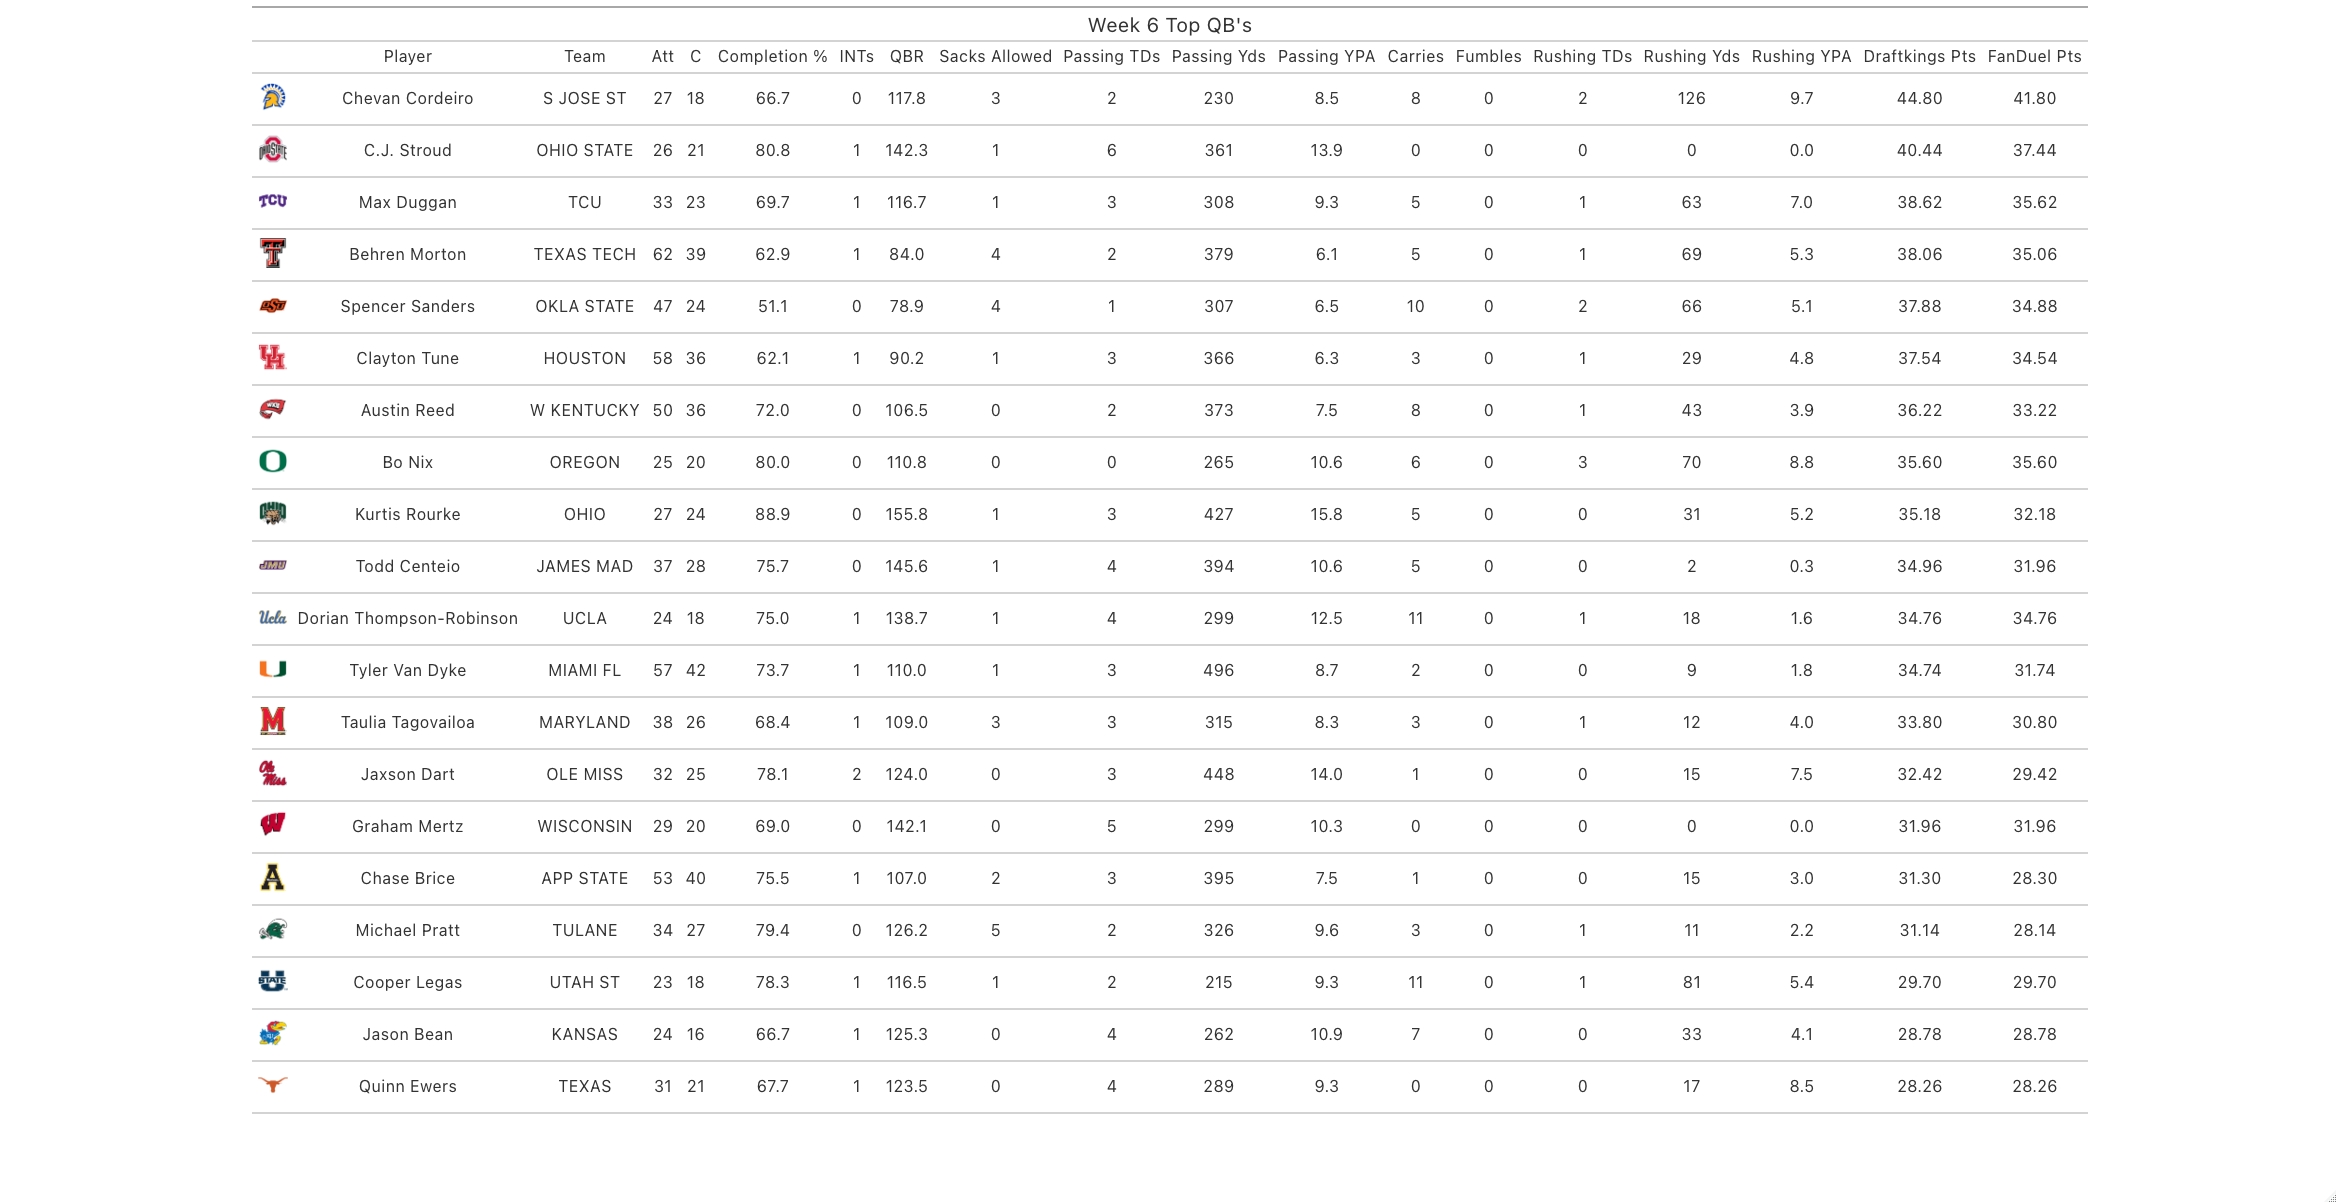 Week 6 Top QB's
Player Team Att C Completion % INTs QBR Sacks Allowed Passing TDs Passing Yds Passing YPA Carries Fumbles Rushing TDs Rushing Yds Rushing YPA Draftkings Pts FanDuel Pts
Chevan Cordeiro S JOSE ST 27 18 66.7 0 117.8 3 2 230 8.5 8 0 2 126 9.7 44.80 41.80
OHIO STATE C.J. Stroud OHIO STATE 26 21 80.8 1 142.3 1 6 361 13.9 0 0 0 0 0.0 40.44 37.44
TCU Max Duggan TCU 33 23 69.7 1 116.7 1 3 308 9.3 5 0 1 63 7.0 38.62 35.62
T Behren Morton TEXAS TECH 62 39 62.9 1 84.0 4 2 379 6.1 5 0 1 69 5.3 38.06 35.06
OSU Spencer Sanders OKLA STATE 47 24 51.1 0 78.9 4 1 307 6.5 10 0 2 66 5.1 37.88 34.88
UH Clayton Tune HOUSTON 58 36 62.1 1 90.2 1 3 366 6.3 3 0 1 29 4.8 37.54 34.54
WKU Austin Reed W KENTUCKY 50 36 72.0 0 106.5 0 2 373 7.5 8 0 1 43 3.9 36.22 33.22
O Bo Nix OREGON 25 20 80.0 0 110.8 0 0 265 10.6 6 0 3 70 8.8 35.60 35.60
OHIO Kurtis Rourke OHIO 27 24 88.9 0 155.8 1 3 427 15.8 5 0 0 31 5.2 35.18 32.18
JMU Todd Centeio JAMES MAD 37 28 75.7 0 145.6 1 4 394 10.6 5 0 0 2 0.3 34.96 31.96
Ucla Dorian Thompson-Robinson UCLA 24 18 75.0 1 138.7 1 4 299 12.5 11 0 1 18 1.6 34.76 34.76
U Tyler Van Dyke MIAMI FL 57 42 73.7 1 110.0 1 3 496 8.7 2 0 0 9 1.8 34.74 31.74
M Taulia Tagovailoa MARYLAND 38 26 68.4 1 109.0 3 3 315 8.3 3 0 1 12 4.0 33.80 30.80
Ole Miss Jaxson Dart OLE MISS 32 25 78.1 2 124.0 0 3 448 14.0 1 0 0 15 7.5 32.42 29.42
W Graham Mertz WISCONSIN 29 20 69.0 0 142.1 0 5 299 10.3 0 0 0 0 0.0 31.96 31.96
A Chase Brice APP STATE 53 40 75.5 1 107.0 2 3 395 7.5 1 0 0 15 3.0 31.30 28.30
Michael Pratt TULANE 34 27 79.4 0 126.2 5 2 326 9.6 3 0 1 11 2.2 31.14 28.14
U STATE Cooper Legas UTAH ST 23 18 78.3 1 116.5 1 2 215 9.3 11 0 1 81 5.4 29.70 29.70
Jason Bean KANSAS 24 16 66.7 1 125.3 0 4 262 10.9 7 0 0 33 4.1 28.78 28.78
Quinn Ewers TEXAS 31 21 67.7 1 123.5 0 4 289 9.3 0 0 0 17 8.5 28.26 28.26